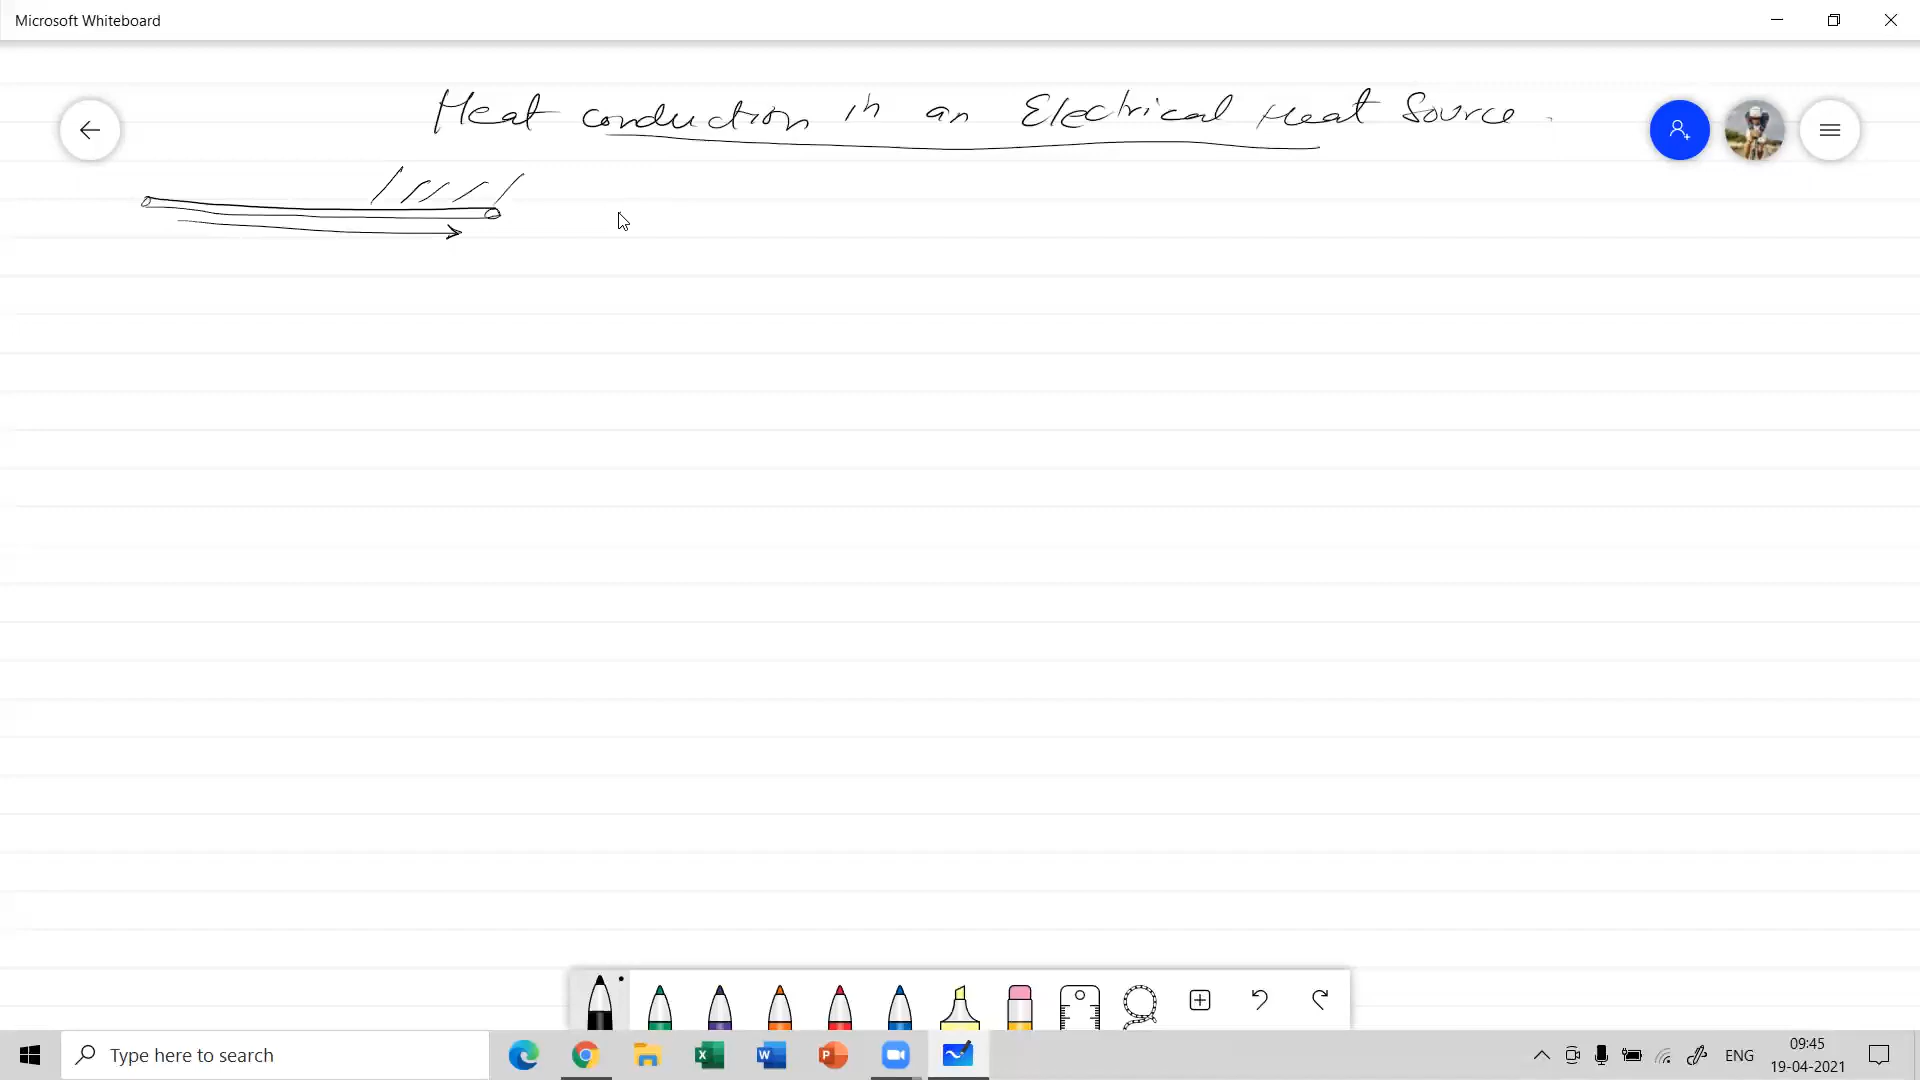 Microsoft Whiteboard
Heat conduction in an Electrical Heat Source.
Type here to search
ENG
09:45
19-04-2021